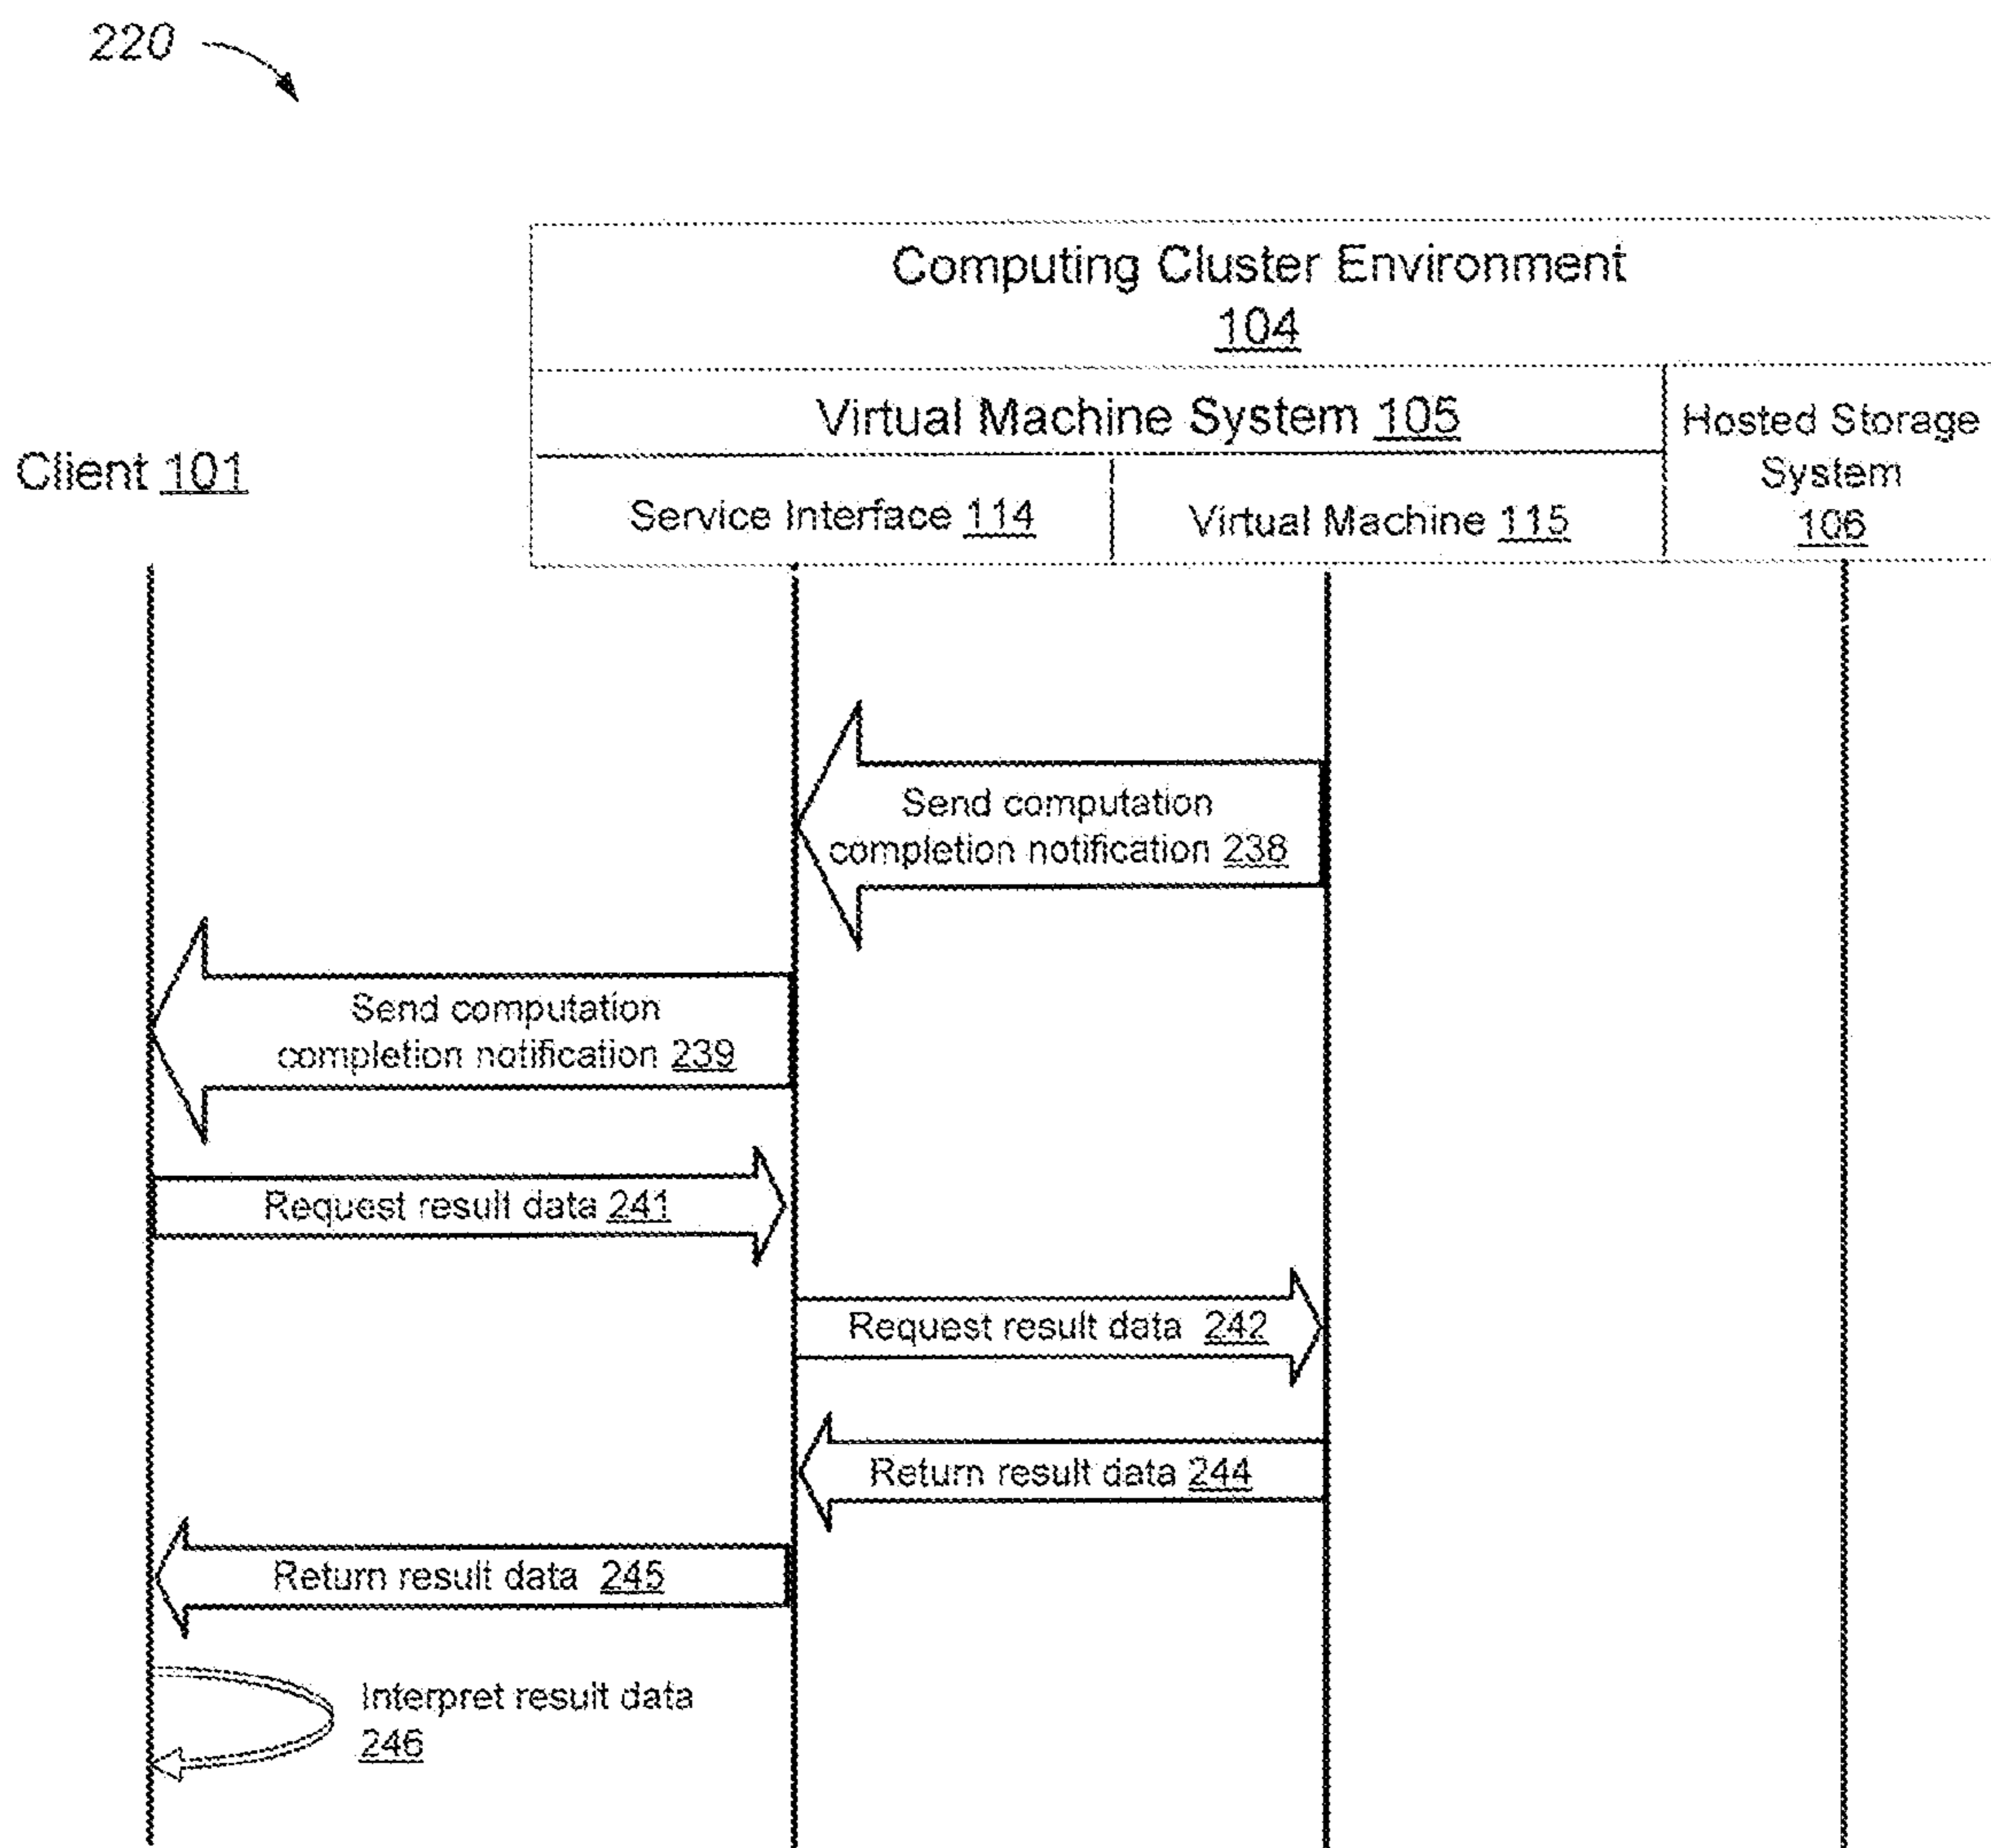 220
Computing Cluster Environment
104
Virtual Machine System 105
Hosted Storage
System
106
Client 101
Service Interface 114
Virtual Machine 115
Send computation
completion notification 238
Send computation
completion notification 239
Request result data 241
Request result data 242
Return result data 244
Return result data 245
Interpret result data
246